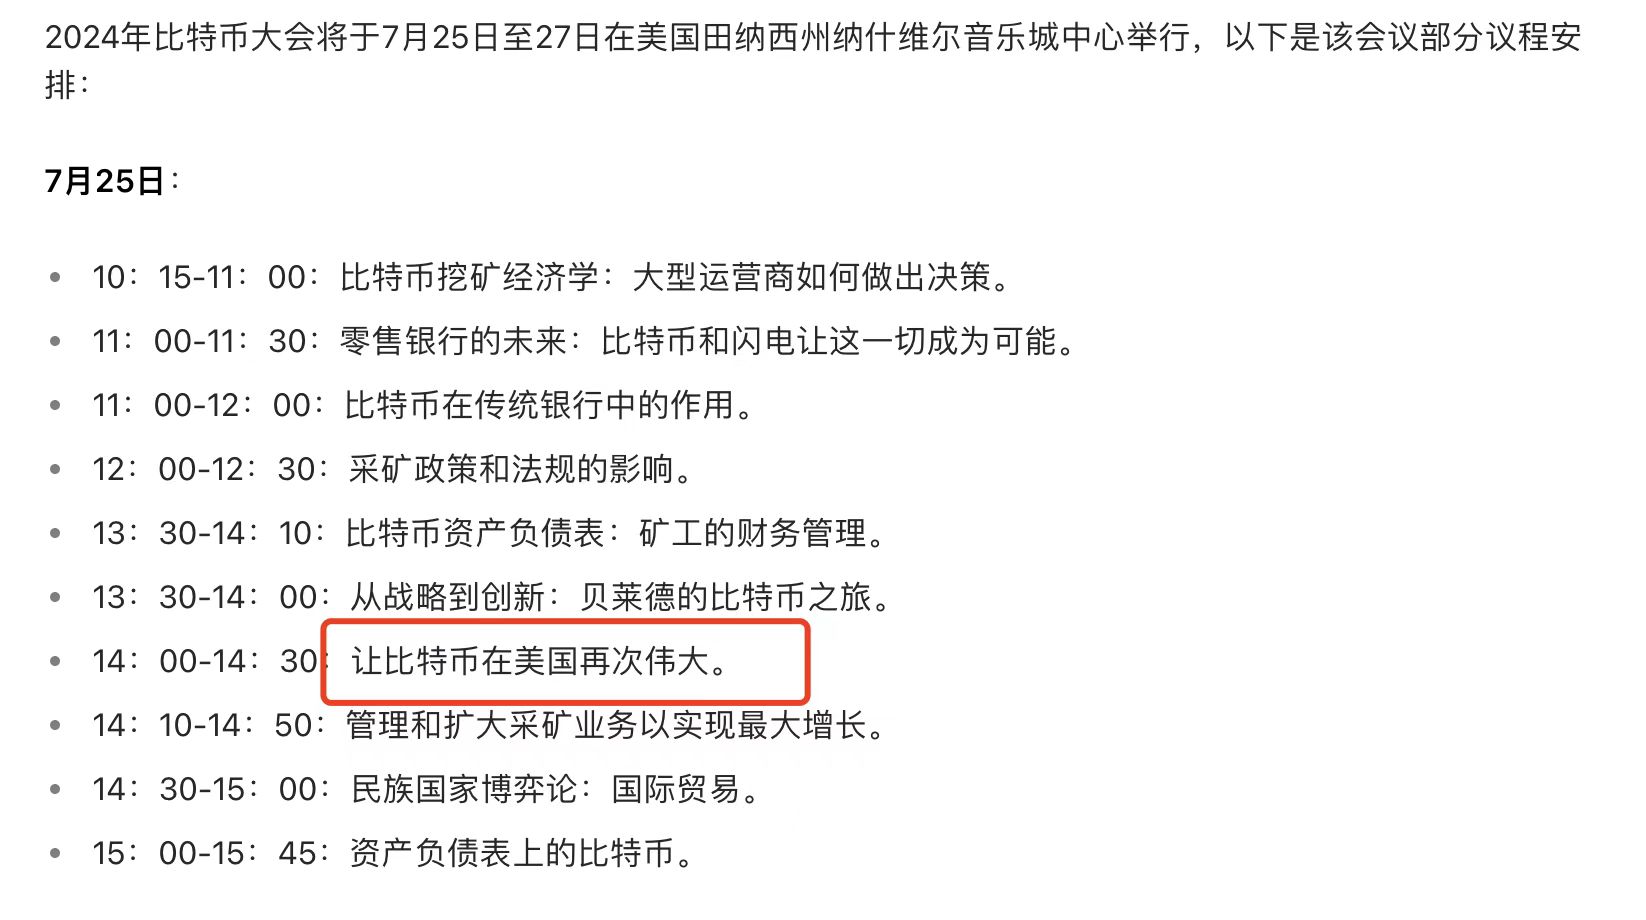 2024年比特币大会将于7月25日至27日在美国田纳西州纳什维尔音乐城中心举行，以下是该会议部分议程安
排：
7月25日：
• 10：15-11：00：比特币挖矿经济学：大型运营商如何做出决策。
• 11：00-11：30：零售银行的未来：比特币和闪电让这一切成为可能。
• 11：00-12：00：比特币在传统银行中的作用。
• 12：00-12：30：采矿政策和法规的影响。
• 13：30-14：10：比特币资产负债表：矿工的财务管理。
• 13：30-14：00：从战略到创新：贝莱德的比特币之旅。
• 14：00-14：30：让比特币在美国再次伟大。
• 14：10-14：50：管理和扩大采矿业务以实现最大增长。
• 14：30-15：00：民族国家博弈论：国际贸易。
• 15：00-15：45：资产负债表上的比特币。